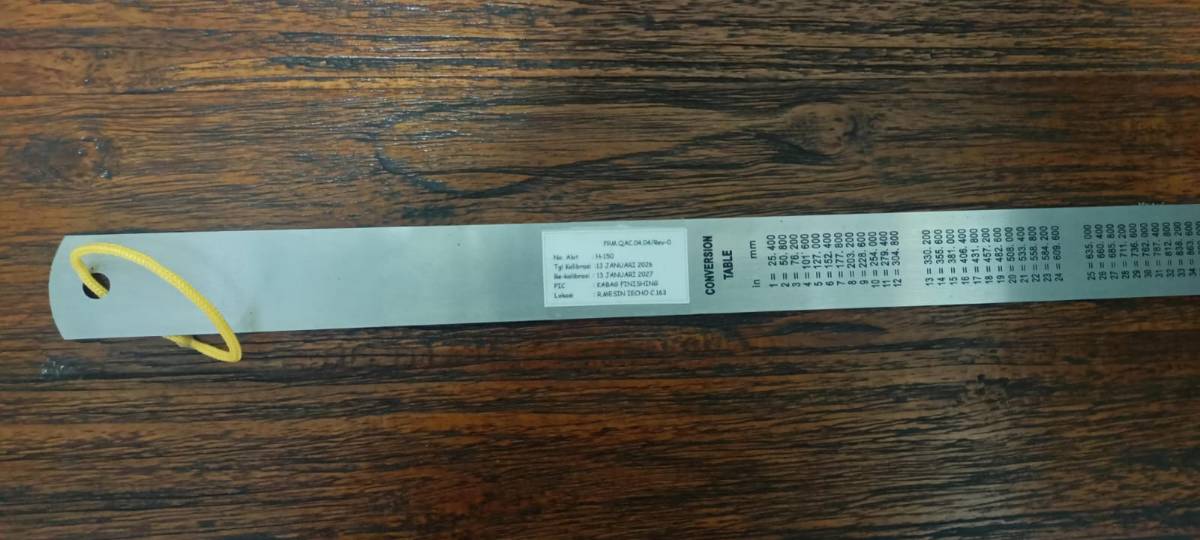 FRM.QAC.04.04/Rev-0
No. Alat : H-150
Tgl Kalibrasi : 13 JANUARI 2026
Re-kalibrasi : 13 JANUARI 2027
PIC : KABAG FINISHING
Lokasi : R.MESIN IECHO C.163
CONVERSION
TABLE
in mm
1 = 25.400
2 = 50.800
3 = 76.200
4 = 101.600
5 = 127.000
6 = 152.400
7 = 177.800
8 = 203.200
9 = 228.600
10 = 254.000
11 = 279.400
12 = 304.800
13 = 330.200
14 = 355.600
15 = 381.000
16 = 406.400
17 = 431.800
18 = 457.200
19 = 482.600
20 = 508.000
21 = 533.400
22 = 558.800
23 = 584.200
24 = 609.600
25 = 635.000
26 = 660.400
27 = 685.800
28 = 711.200
29 = 736.600
30 = 762.000
31 = 787.400
32 = 812.800
33 = 838.200
34 = 863.600